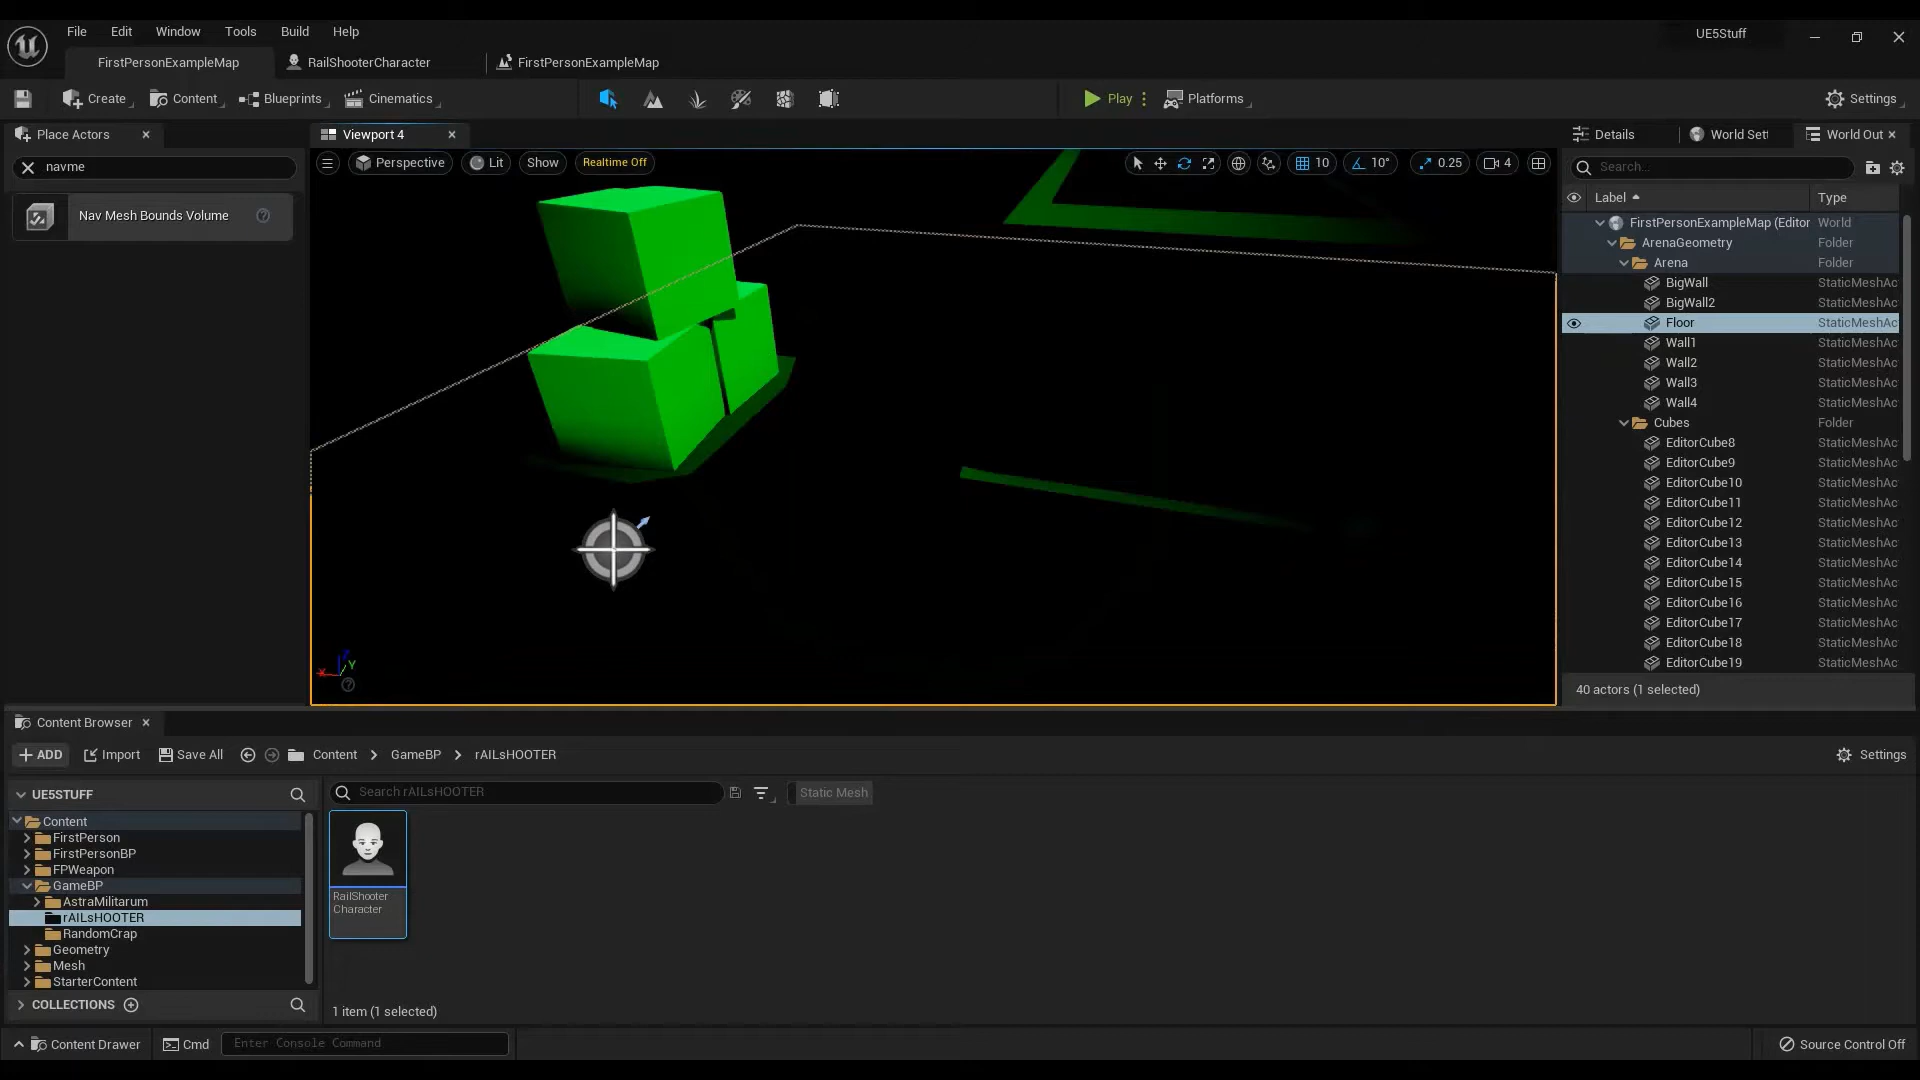 File Edit Window Tools Build Help
UE5Stuff
FirstPersonExampleMap
RailShooterCharacter
FirstPersonExampleMap
Create
Content
Blueprints
Cinematics
Play
Platforms
Settings
Place Actors
navme
Nav Mesh Bounds Volume
Viewport 4
Perspective
Lit
Show
Realtime Off
10
10°
0.25
4
X
Y
Details
World Set
World Out
Search...
Label Type
FirstPersonExampleMap (Editor World
ArenaGeometry Folder
Arena Folder
BigWall StaticMeshAc
BigWall2 StaticMeshAc
Floor StaticMeshAc
Wall1 StaticMeshAc
Wall2 StaticMeshAc
Wall3 StaticMeshAc
Wall4 StaticMeshAc
Cubes Folder
EditorCube8 StaticMeshAc
EditorCube9 StaticMeshAc
EditorCube10 StaticMeshAc
EditorCube11 StaticMeshAc
EditorCube12 StaticMeshAc
EditorCube13 StaticMeshAc
EditorCube14 StaticMeshAc
EditorCube15 StaticMeshAc
EditorCube16 StaticMeshAc
EditorCube17 StaticMeshAc
EditorCube18 StaticMeshAc
EditorCube19 StaticMeshAc
40 actors (1 selected)
Content Browser
ADD
Import
Save All
Content > GameBP > rAILsHOOTER
Settings
UE5STUFF
Content
FirstPerson
FirstPersonBP
FPWeapon
GameBP
AstraMilitarum
rAILsHOOTER
RandomCrap
Geometry
Mesh
StarterContent
COLLECTIONS
Search rAILsHOOTER
Static Mesh
RailShooter
Character
1 item (1 selected)
Content Drawer
Cmd
Enter Console Command
Source Control Off